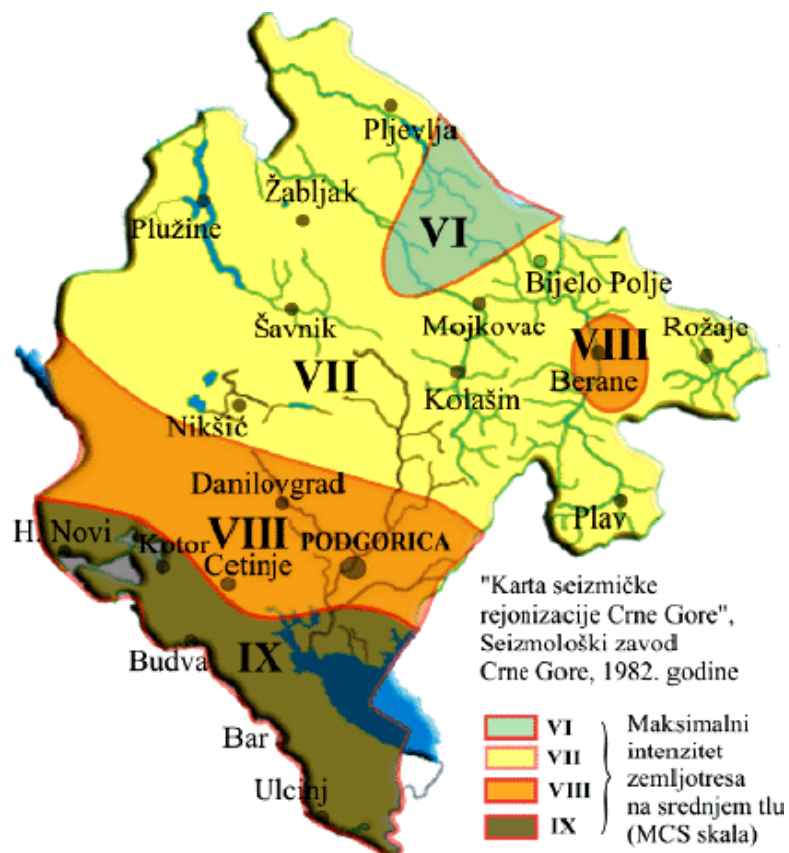 Pljevlja
Žabljak
Plužine
VI
Bijelo Polje
Šavnik
Mojkovac
VIII
Rožaje
VII
Berane
Kolašin
Nikšić
Danilovgrad
Plav
H. Novi
VIII
PODGORICA
Kotor
Cetinje
"Karta seizmičke
rejonizacije Crne Gore",
Seizmološki zavod
Crne Gore, 1982. godine
Budva
IX
Bar
Ulcinj
VI
VII
VIII
IX
Maksimalni
intenzitet
zemljotresa
na srednjem tlu
(MCS skala)